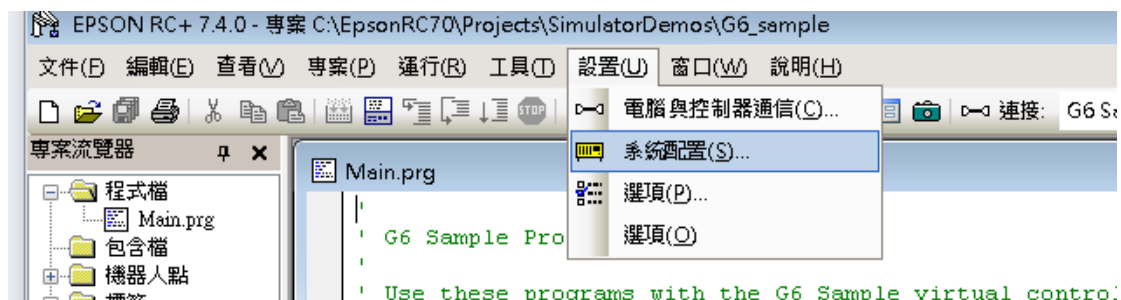 EPSON RC+ 7.4.0 - 專案 C:\EpsonRC70\Projects\SimulatorDemos\G6_sample
文件(F) 編輯(E) 查看(V) 專案(P) 運行(R) 工具(T) 設置(U) 窗口(W) 說明(H)
STOP 連接: G6 Sa
電腦與控制器通信(C)...
系統配置(S)...
選項(P)...
選項(O)
專案流覽器
程式檔
Main.prg
包含檔
機器人點
標籤
Main.prg
'
' G6 Sample Pro
'
' Use these programs with the G6 Sample virtual control